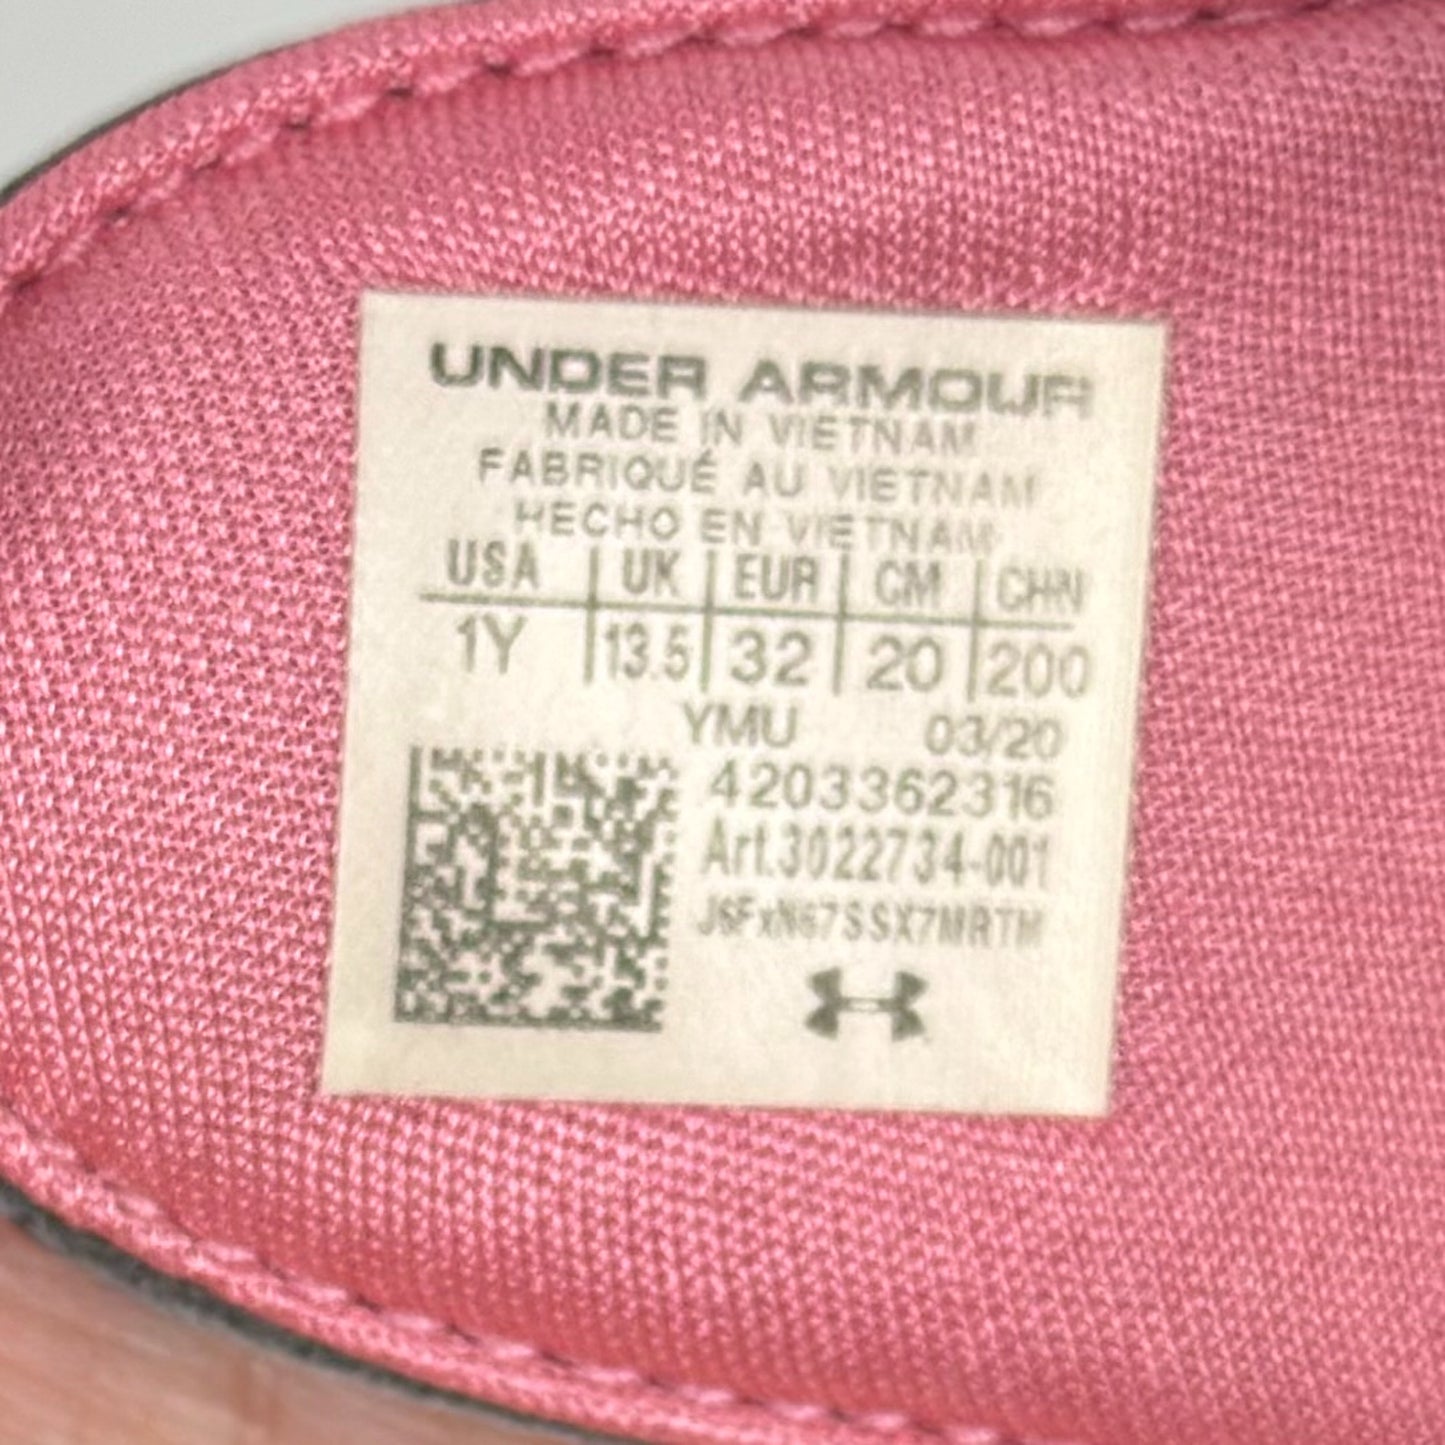 UNDER ARMOUR
MADE IN VIETNAM
FABRIQUÉ AU VIETNAM
HECHO EN VIETNAM
USA | UK | EUR | CM | CHN
1Y | 13.5 | 32 | 20 | 200
YMU 03/20
4203362316
Art.3022734-001
J6FxN67SSX7MRTM